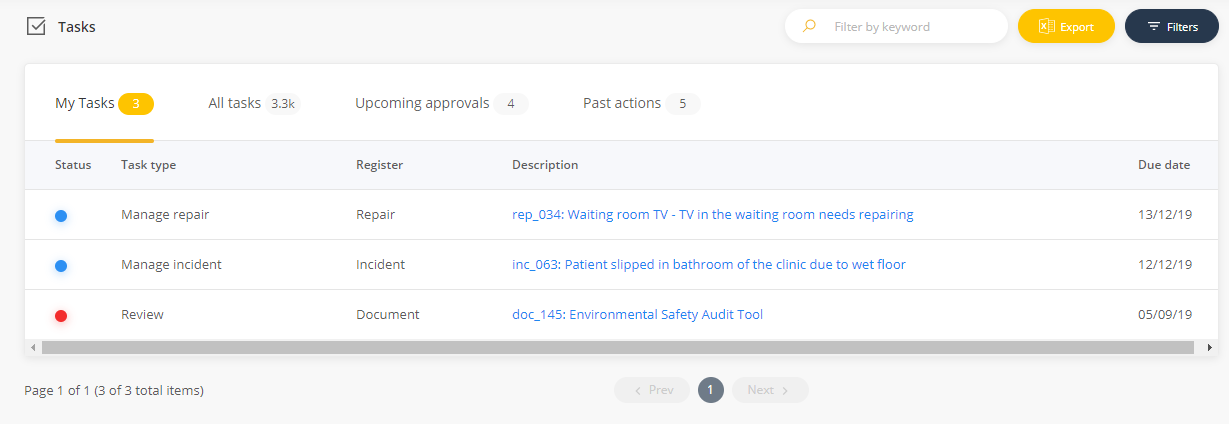 Tasks Filter by keyword Export Filters
My Tasks 3 All tasks 3.3k Upcoming approvals 4 Past actions 5
Status Task type Register Description Due date
Manage repair Repair rep_034: Waiting room TV - TV in the waiting room needs repairing 13/12/19
Manage incident Incident inc_063: Patient slipped in bathroom of the clinic due to wet floor 12/12/19
Review Document doc_145: Environmental Safety Audit Tool 05/09/19
Page 1 of 1 (3 of 3 total items) Prev 1 Next